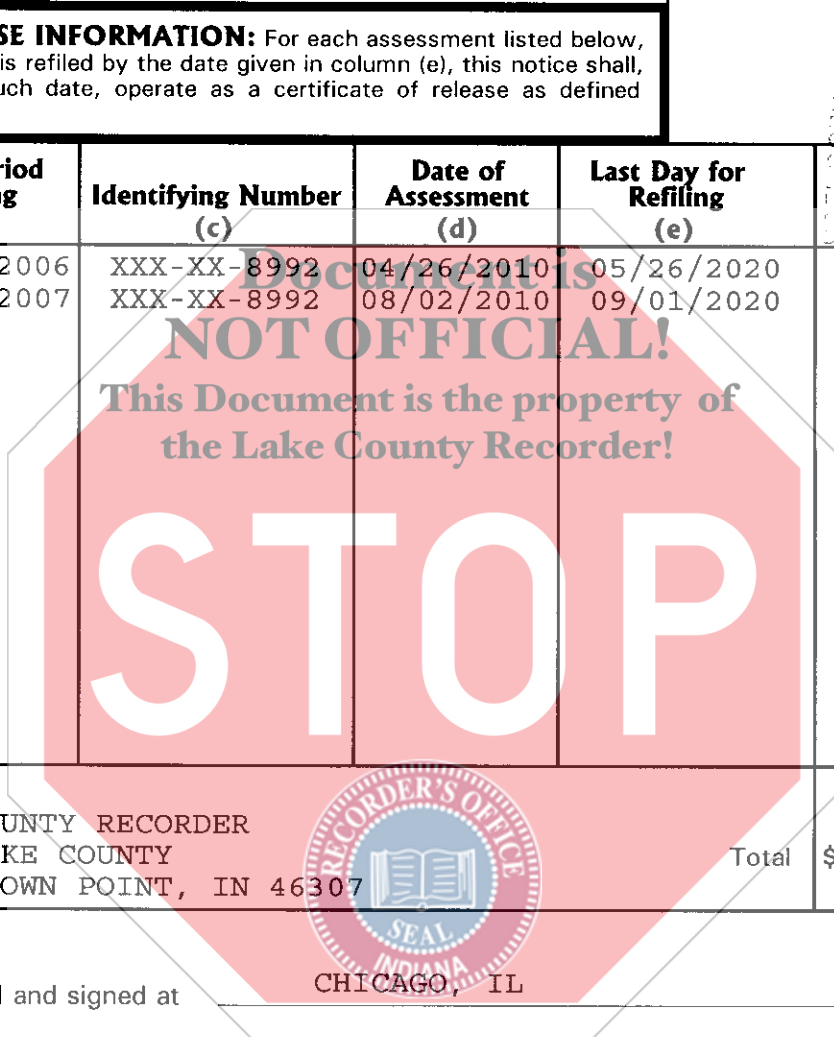 SE INFORMATION: For each assessment listed below,
is refiled by the date given in column (e), this notice shall,
uch date, operate as a certificate of release as defined
riod
g
Identifying Number
(c)
Date of
Assessment
(d)
Last Day for
Refiling
(e)
2006 XXX-XX-8992 04/26/2010 05/26/2020
2007 XXX-XX-8992 08/02/2010 09/01/2020
Document is
NOT OFFICIAL!
This Document is the property of
the Lake County Recorder!
STOP
UNTY RECORDER
KE COUNTY
OWN POINT, IN 46307
Total $
RECORDER'S OFFICE
SEAL
INDIANA
and signed at CHICAGO, IL